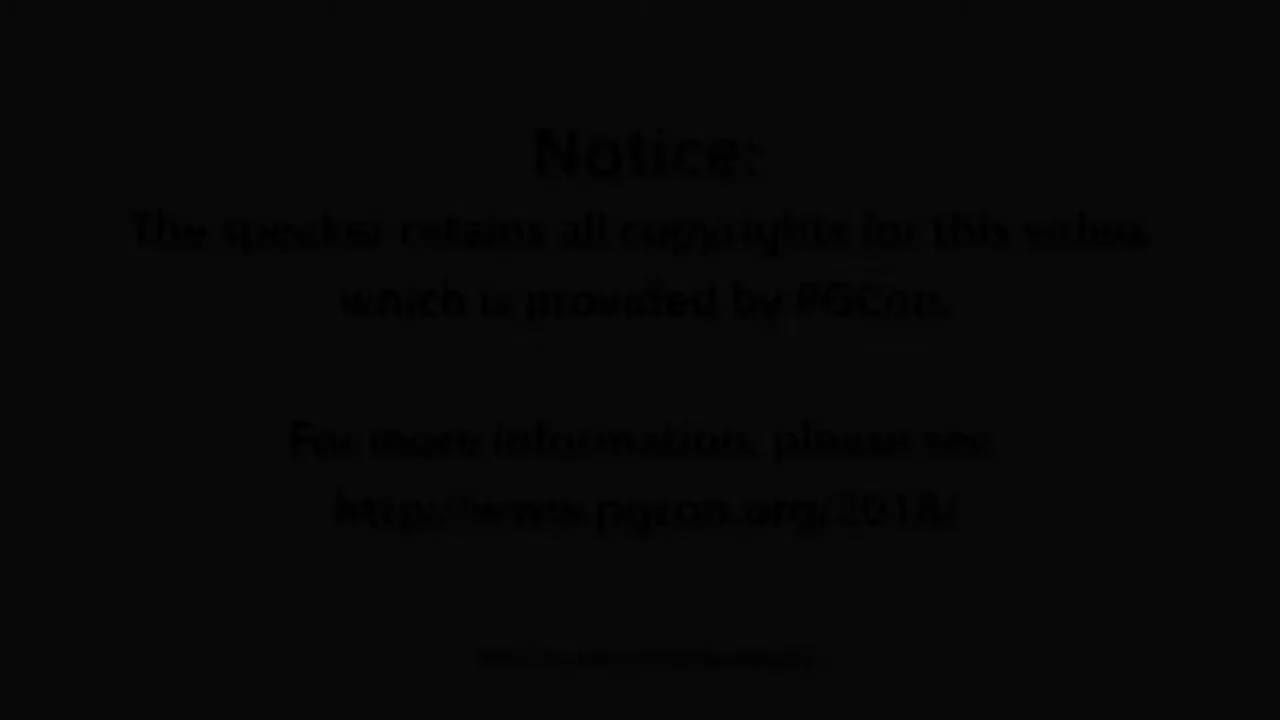 Notice:
The speaker retains all copyrights for this video,
which is provided by PGCon.
For more information, please see
http://www.pgcon.org/2018/